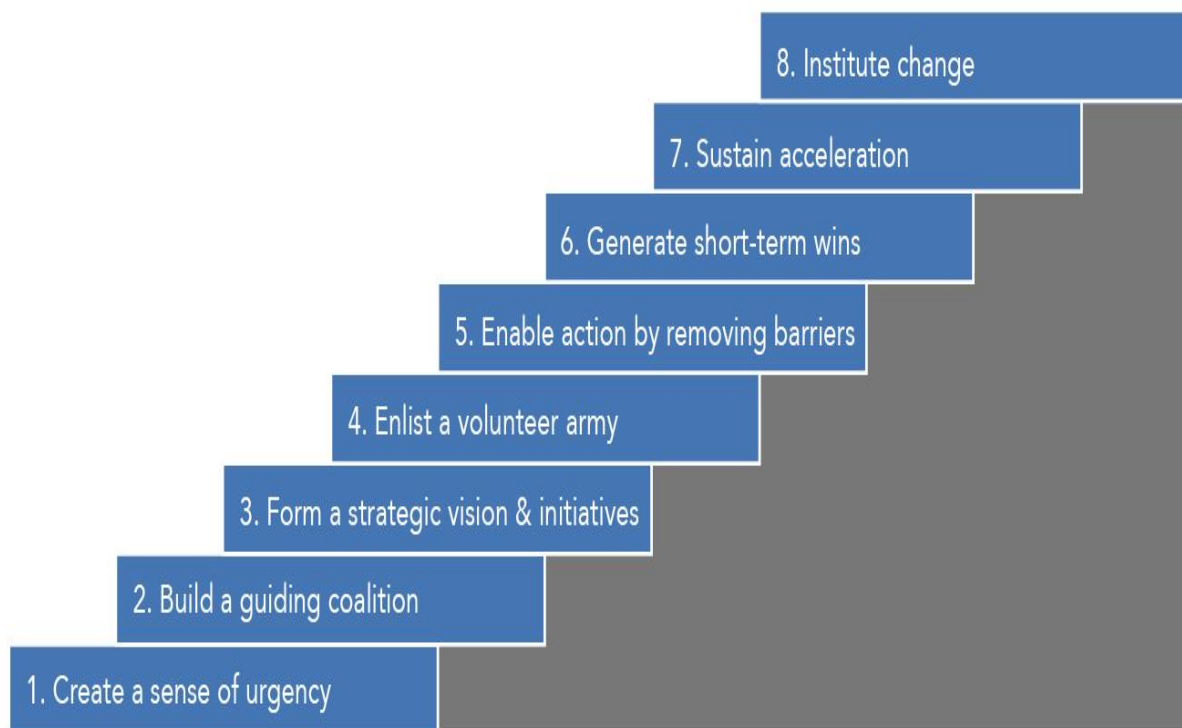 8. Institute change
7. Sustain acceleration
6. Generate short-term wins
5. Enable action by removing barriers
4. Enlist a volunteer army
3. Form a strategic vision & initiatives
2. Build a guiding coalition
1. Create a sense of urgency